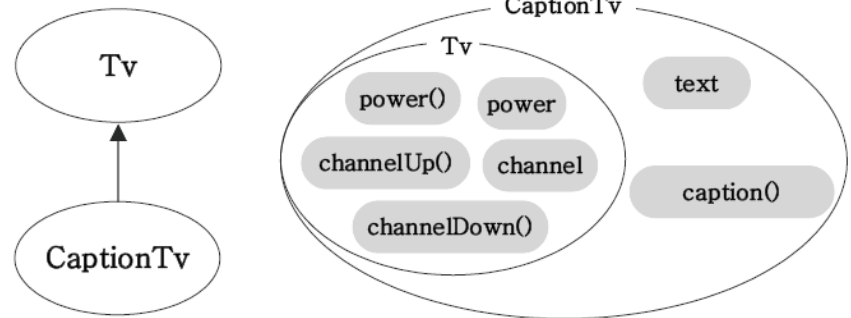 Tv
CaptionTv
CaptionTv
Tv
power()
power
channelUp()
channel
channelDown()
text
caption()